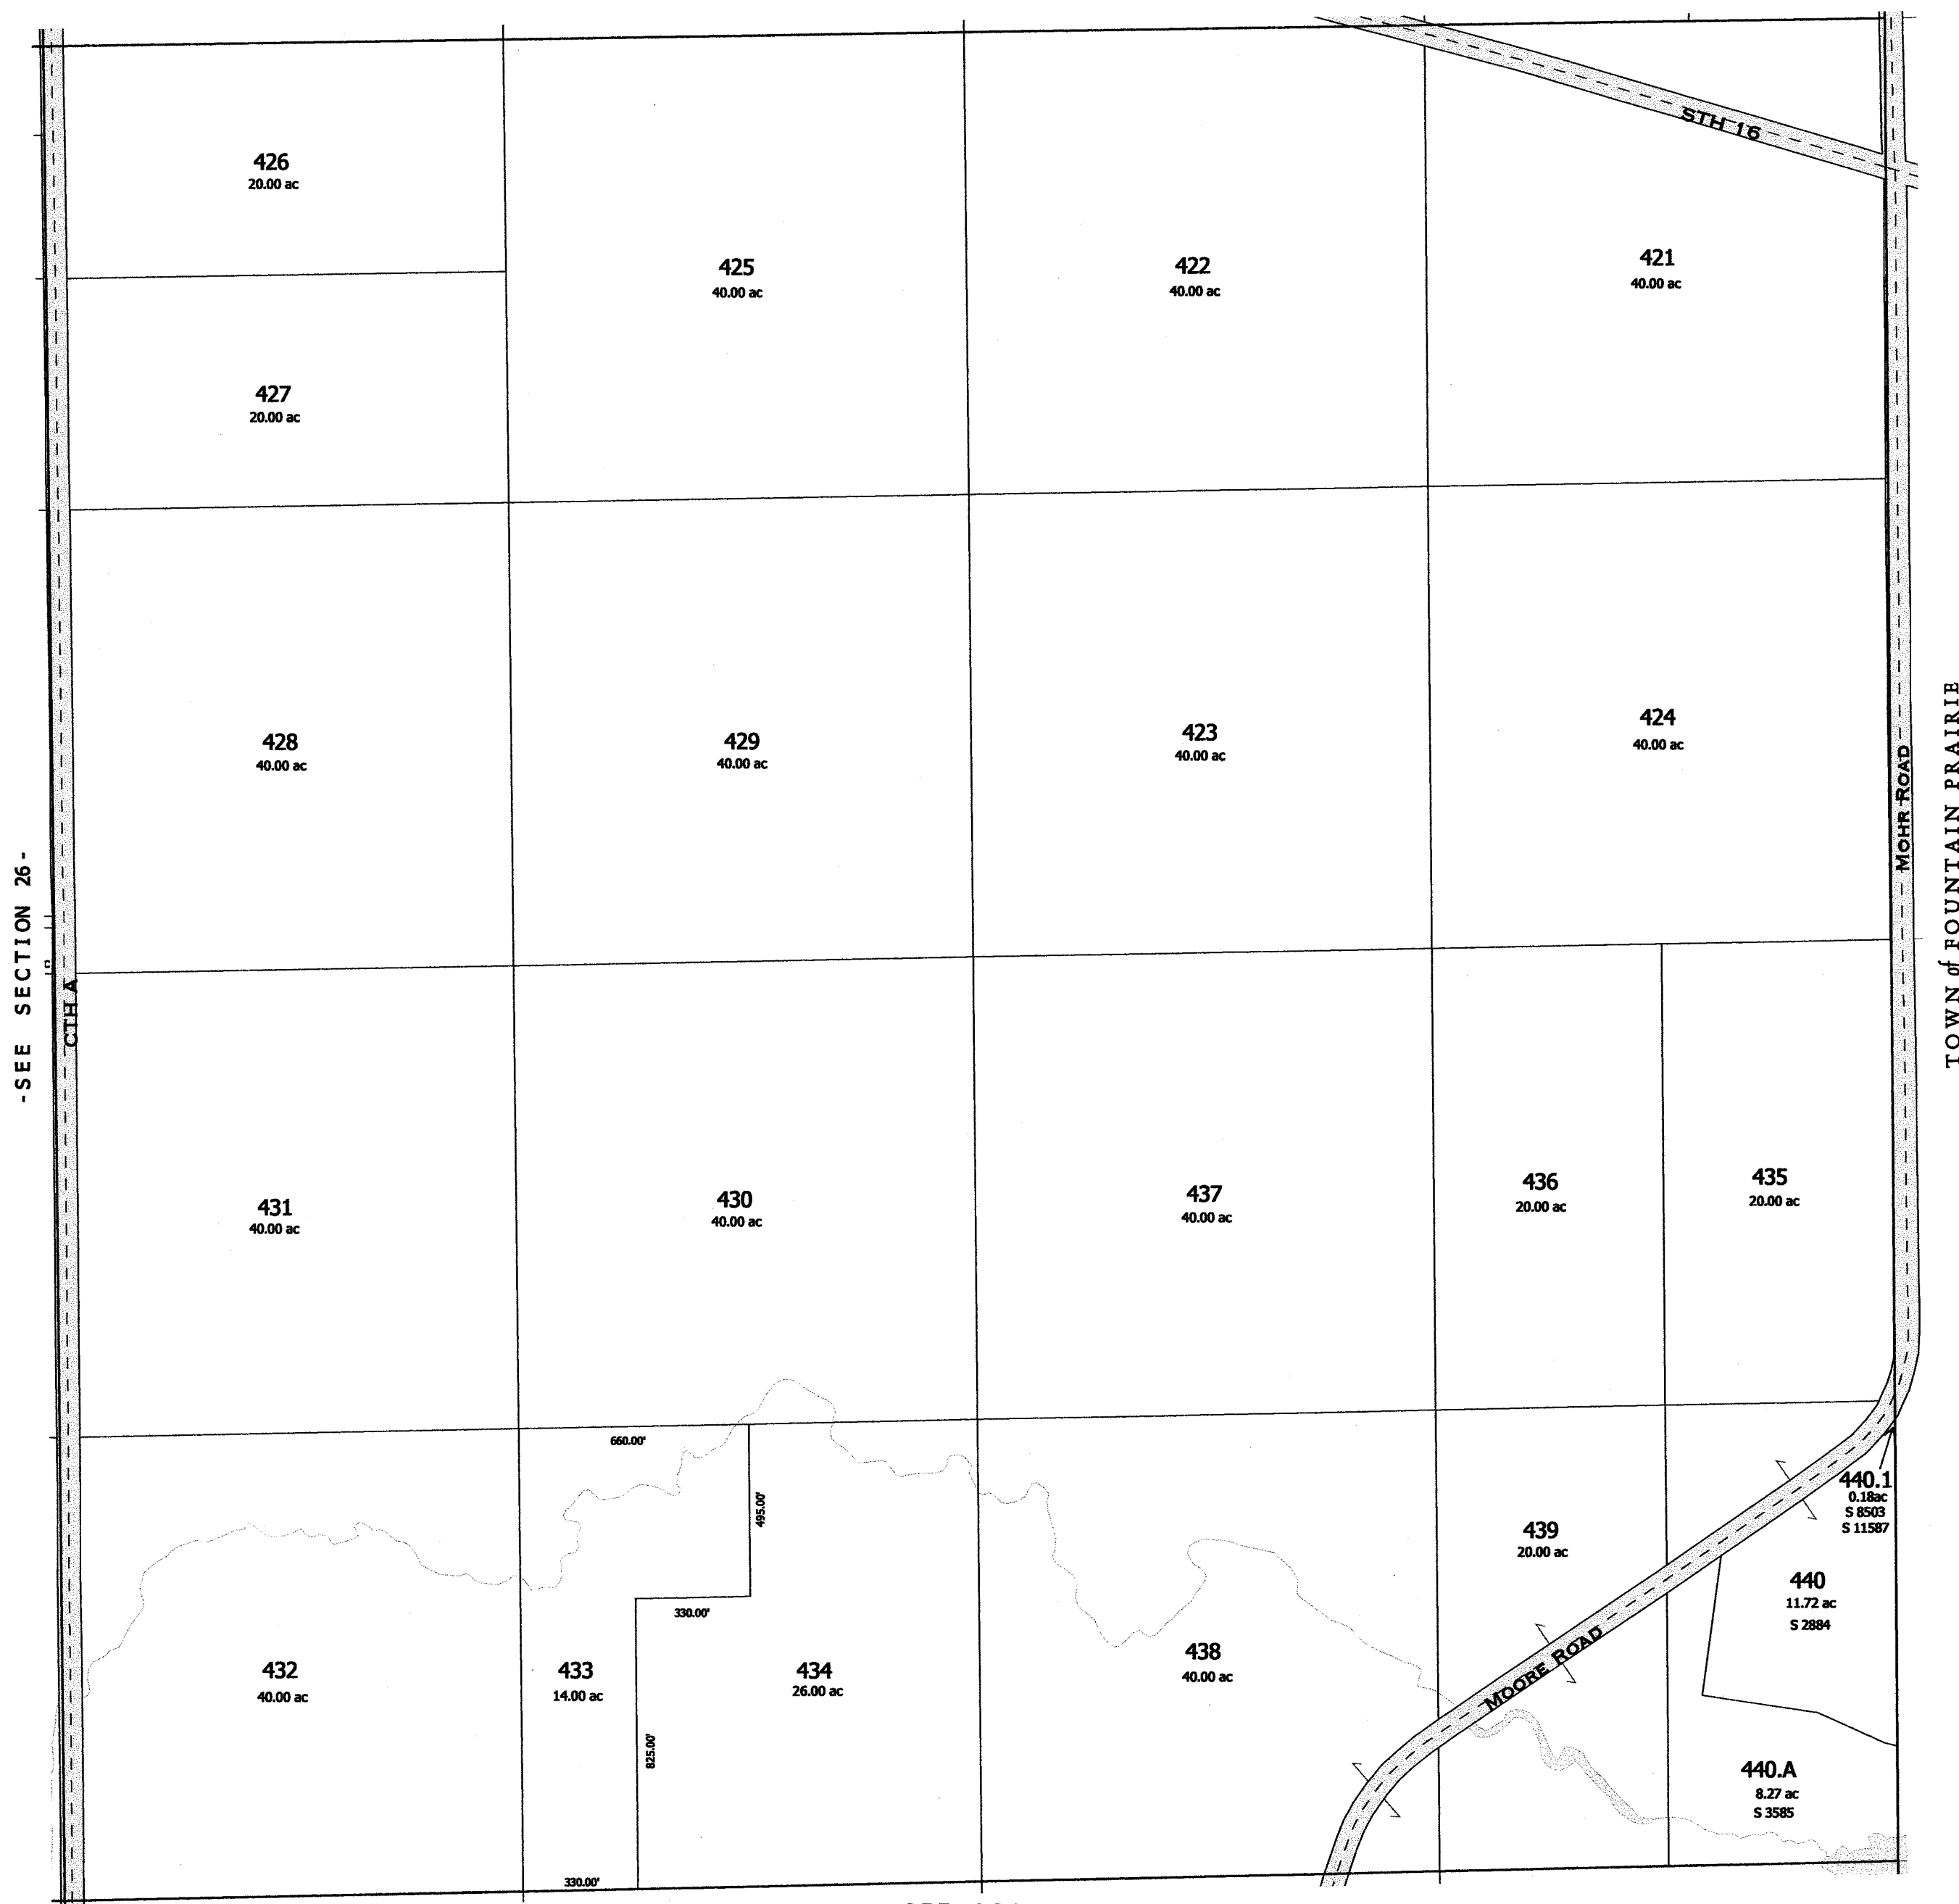 STH 16
426
20.00 ac
425
40.00 ac
422
40.00 ac
421
40.00 ac
427
20.00 ac
428
40.00 ac
429
40.00 ac
423
40.00 ac
424
40.00 ac
MOHR ROAD
TOWN of FOUNTAIN PRAIRIE
-SEE SECTION 26-
CTH A
431
40.00 ac
430
40.00 ac
437
40.00 ac
436
20.00 ac
435
20.00 ac
660.00'
495.00'
330.00'
439
20.00 ac
440.1
0.18ac
S 8503
S 11587
440
11.72 ac
S 2884
MOORE ROAD
432
40.00 ac
433
14.00 ac
434
26.00 ac
438
40.00 ac
825.00'
440.A
8.27 ac
S 3585
330.00'